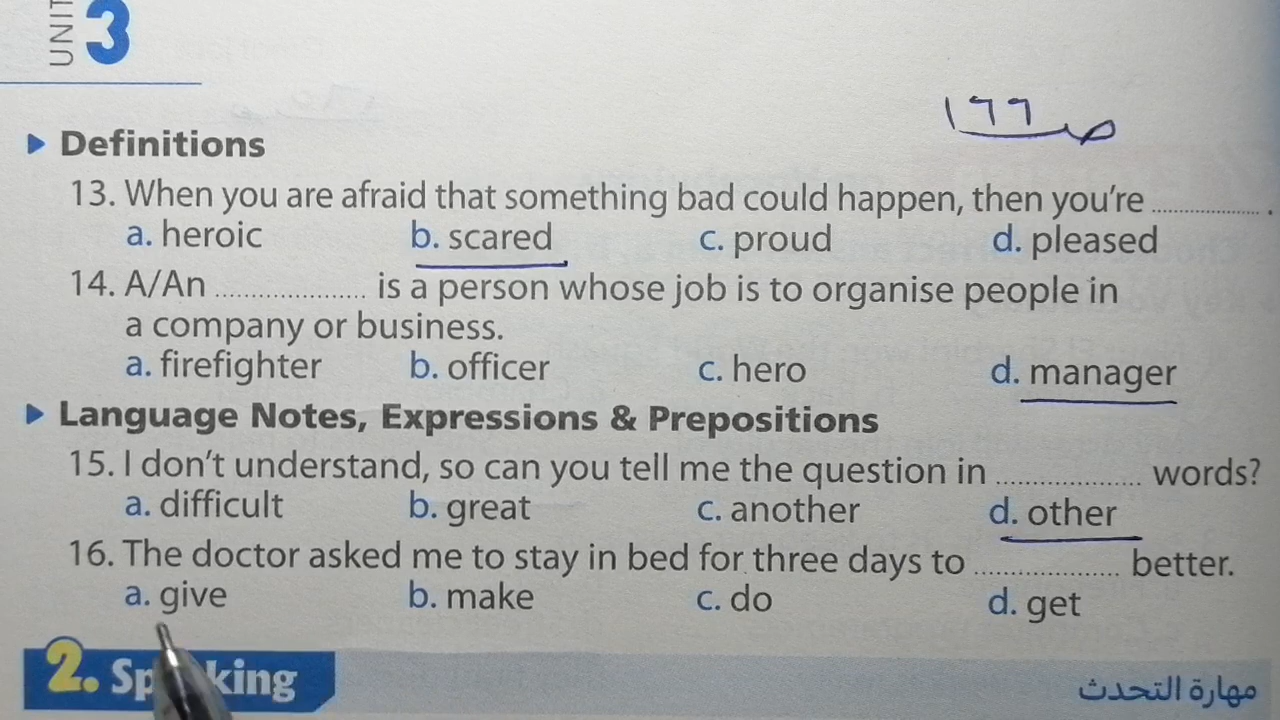 UNIT 3
ص ١٦٦
Definitions
13. When you are afraid that something bad could happen, then you're .................... .
a. heroic b. scared c. proud d. pleased
14. A/An .................... is a person whose job is to organise people in
a company or business.
a. firefighter b. officer c. hero d. manager
Language Notes, Expressions & Prepositions
15. I don't understand, so can you tell me the question in .................... words?
a. difficult b. great c. another d. other
16. The doctor asked me to stay in bed for three days to .................... better.
a. give b. make c. do d. get
2. Speaking مهارة التحدث